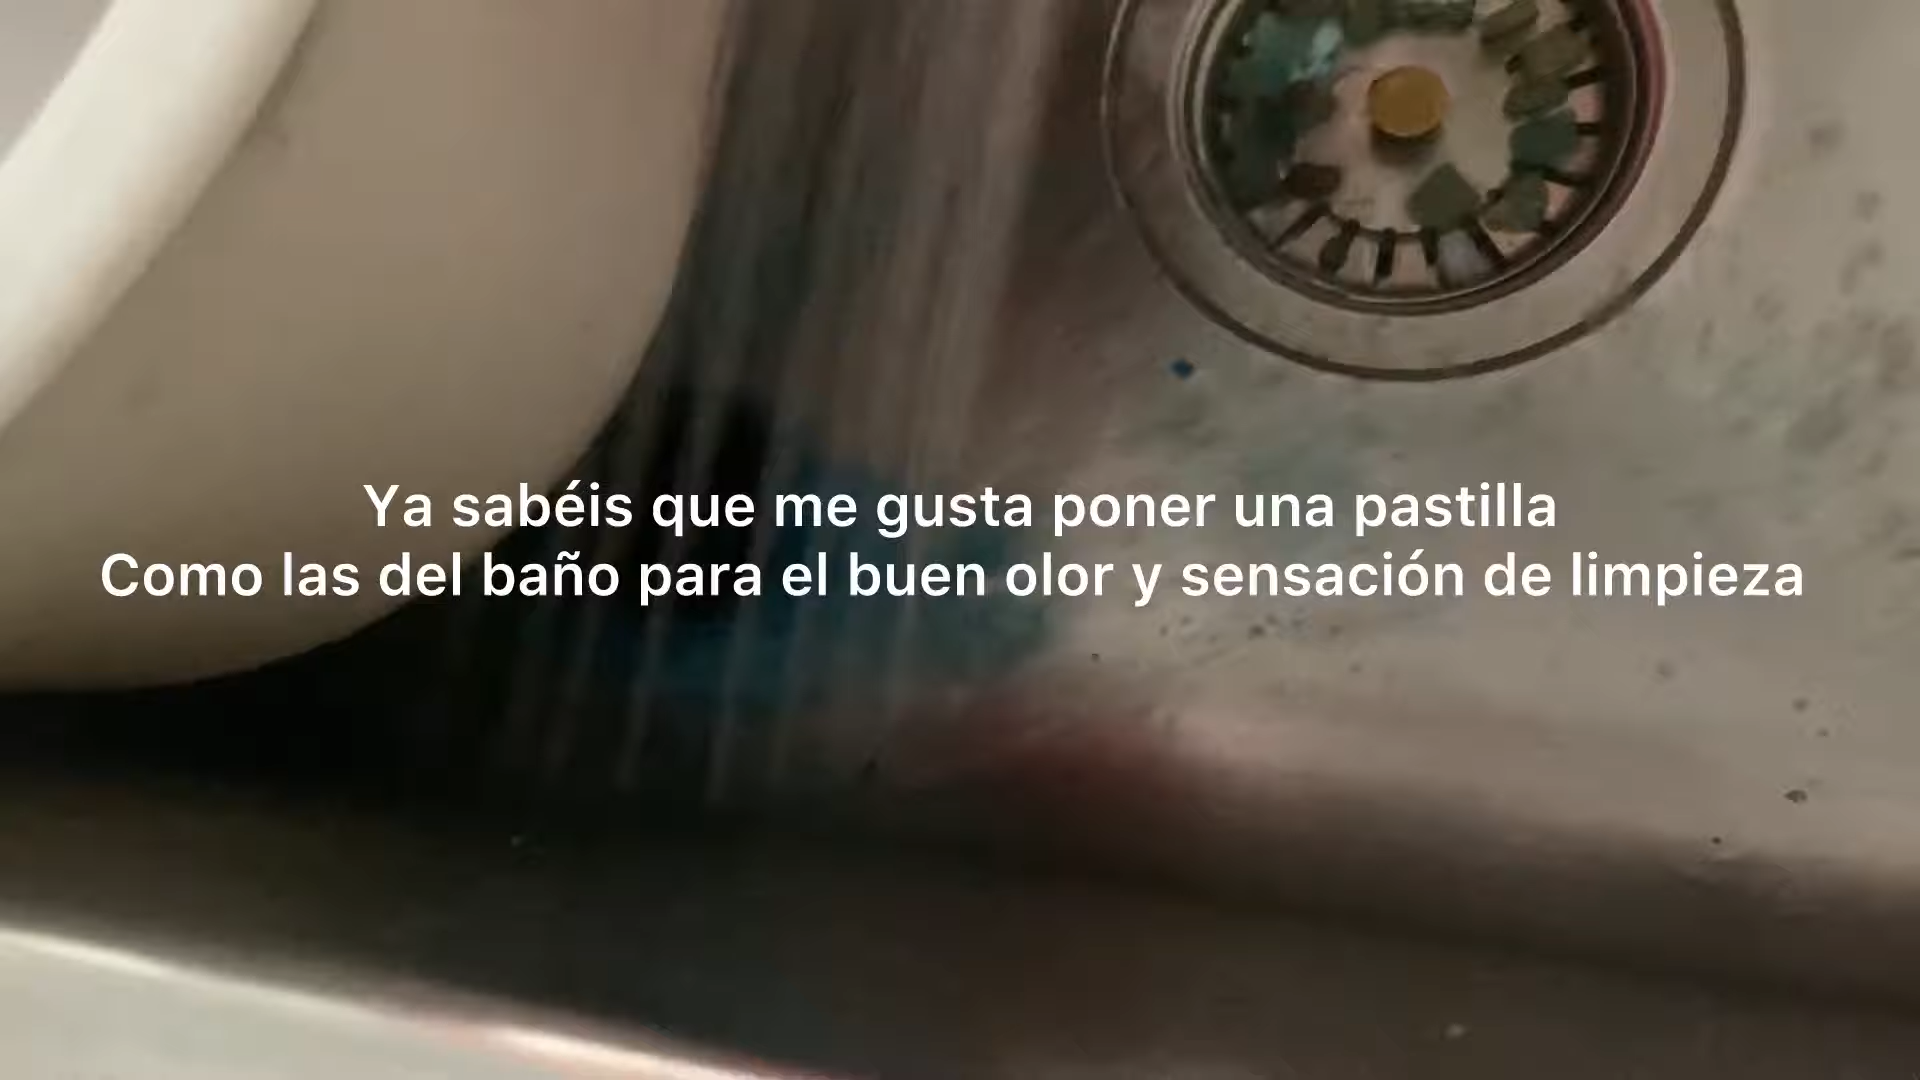 Ya sabéis que me gusta poner una pastilla
Como las del baño para el buen olor y sensación de limpieza